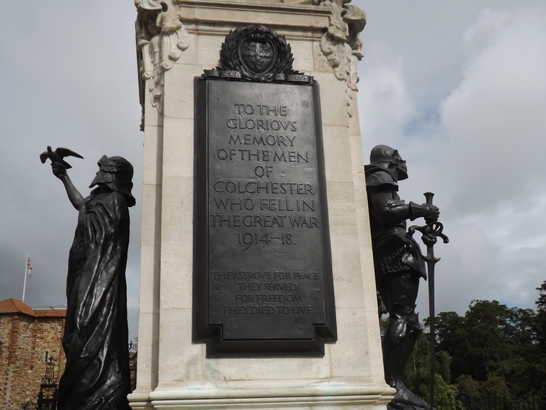 TO THE
GLORIOVS
MEMORY
OF THE MEN
OF
COLCHESTER
WHO FELL IN
THE GREAT WAR
1914–18.
THEY STROVE FOR PEACE
THEY SERVED
FOR FREEDOM
THEY DIED TO LIVE